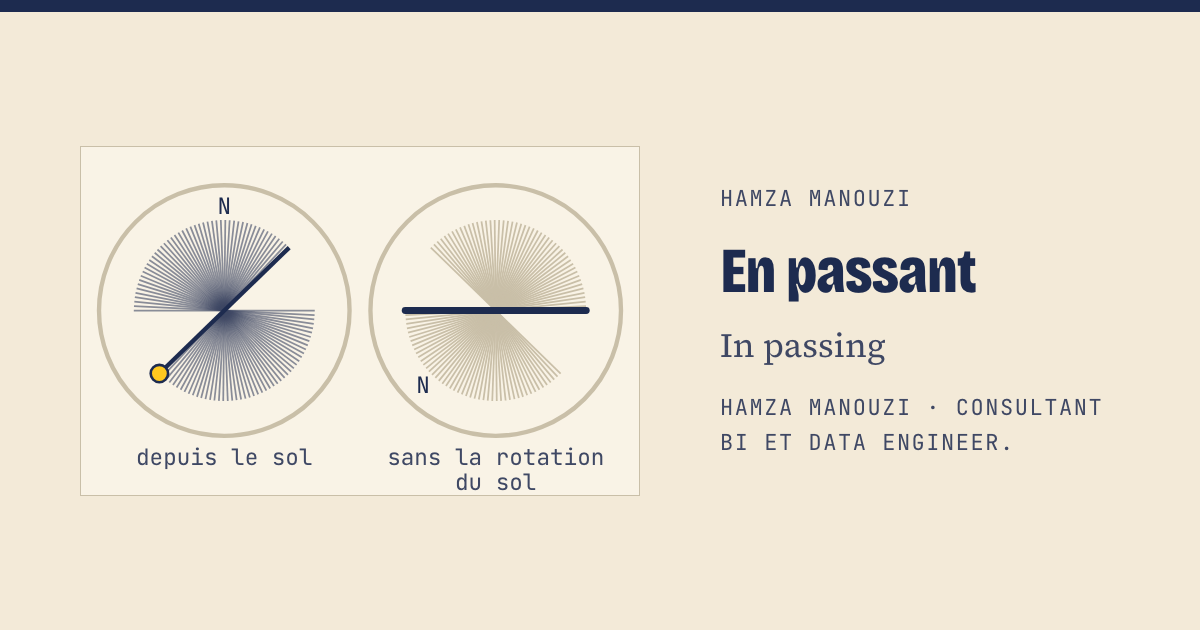 N
depuis le sol
N
sans la rotation
du sol
HAMZA MANOUZI
En passant
In passing
HAMZA MANOUZI · CONSULTANT
BI ET DATA ENGINEER.